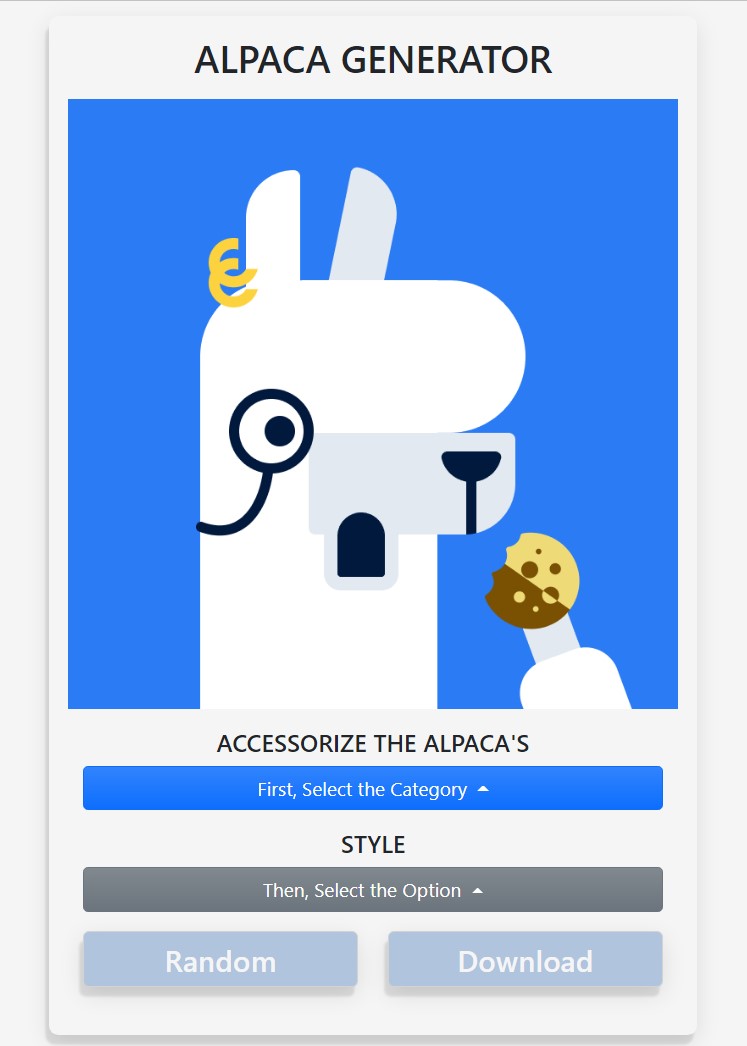 ALPACA GENERATOR
ACCESSORIZE THE ALPACA'S
First, Select the Category
STYLE
Then, Select the Option
Random
Download